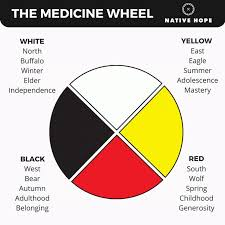 THE MEDICINE WHEEL
NATIVE HOPE
WHITE
North
Buffalo
Winter
Elder
Independence
YELLOW
East
Eagle
Summer
Adolescence
Mastery
BLACK
West
Bear
Autumn
Adulthood
Belonging
RED
South
Wolf
Spring
Childhood
Generosity